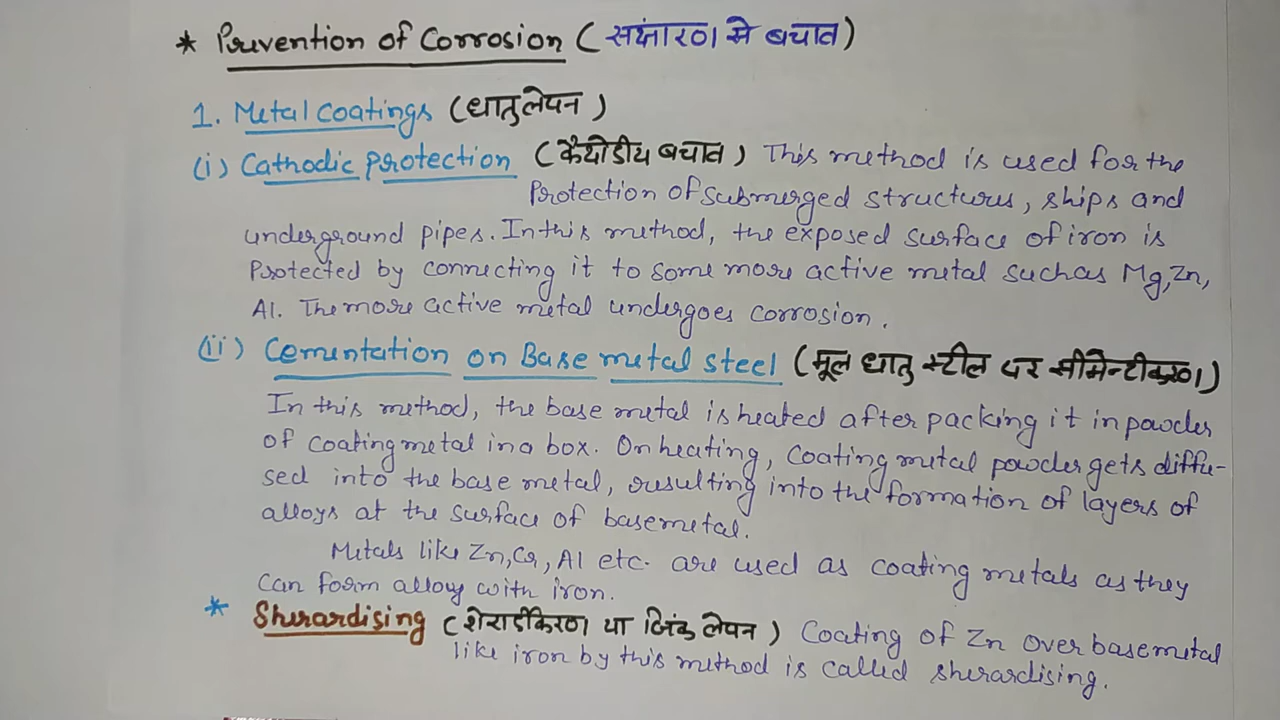 * Prevention of Corrosion (संक्षारण से बचाव)
1. Metal coatings (धातु लेपन)
(i) Cathodic protection (कैथोडीय बचाव) This method is used for the
Protection of submerged structures, ships and
underground pipes. In this method, the exposed surface of iron is
Protected by connecting it to some more active metal such as Mg, Zn,
Al. The more active metal undergoes corrosion.
(ii) Cementation on Base metal steel (मूल धातु स्टील पर सीमेन्टीकरण)
In this method, the base metal is heated after packing it in powder
of coating metal in a box. On heating, coating metal powder gets diffu-
sed into the base metal, resulting into the formation of layers of
alloys at the surface of base metal.
Metals like Zn, Cr, Al etc. are used as coating metals as they
can form alloy with iron.
* Sherardising (शेरार्डीकरण या जिंक लेपन) Coating of Zn over base metal
like iron by this method is called sherardising.